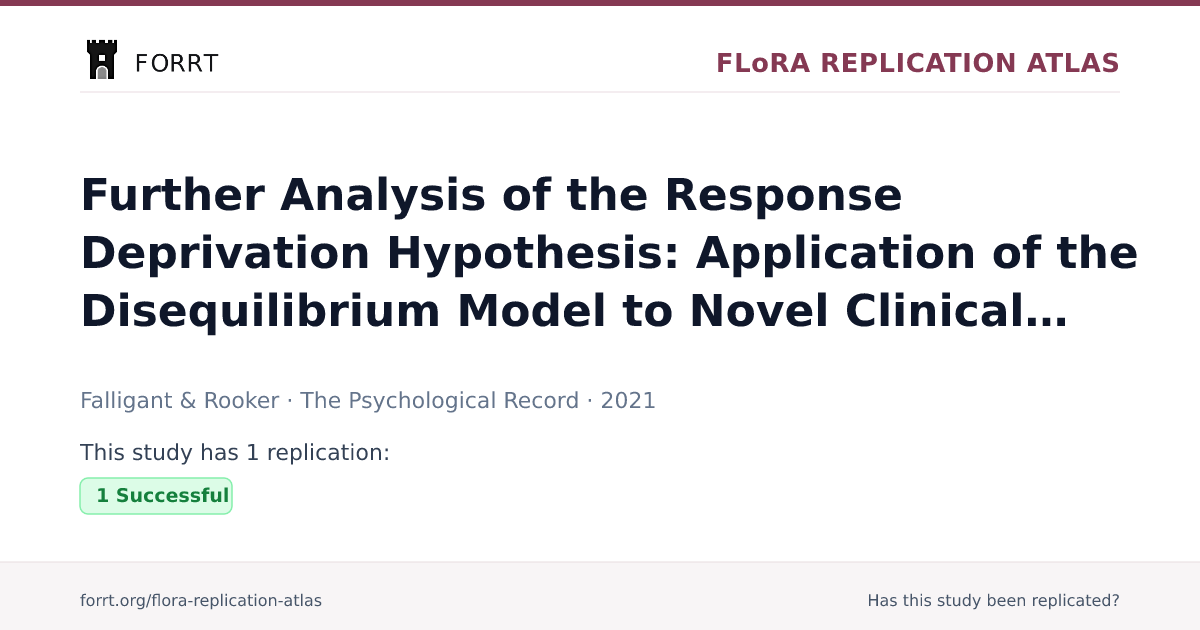 FORRT
FLoRA REPLICATION ATLAS
Further Analysis of the Response
Deprivation Hypothesis: Application of the
Disequilibrium Model to Novel Clinical…
Falligant & Rooker · The Psychological Record · 2021
This study has 1 replication:
1 Successful
forrt.org/flora-replication-atlas
Has this study been replicated?